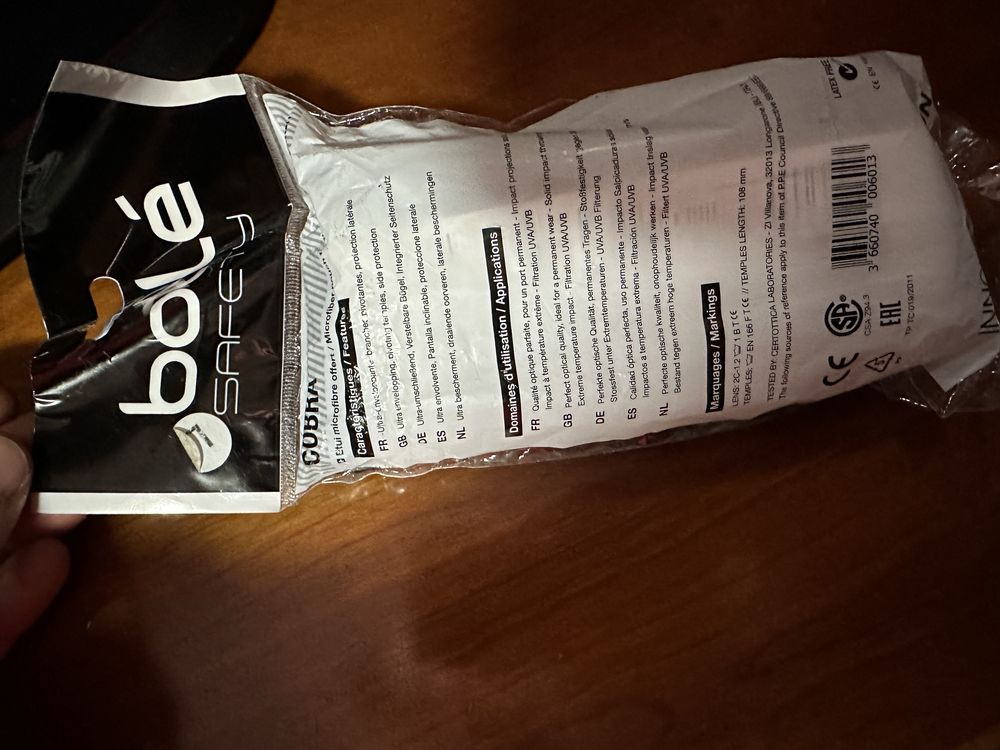 bollé
SAFETY
COBRA
Etui microfibre offert / Microfiber
Caractéristiques / Features
FR branches pivotantes, protection latérale
GB Ultra enveloping, pivoting temples, side protection
DE Ultra-umschließend, Verstelbare Bügel, Integrierter Seitenschutz
ES Ultra envolvente, Pantalla inclinable, proteccione laterale
NL Ultra beschermend, draaiende oorveren, laterale beschermingen
Domaines d'utilisation / Applications
FR Qualité optique parfaite, pour un port permanent - Impact projections
Impact à température extrême - Filtration UVA/UVB
GB Perfect optical quality, ideal for a permanent wear - Solid impact
Extreme temperature impact - Filtration UVA/UVB
DE Perfekte optische Qualität, permanentes Tragen - Stoßfestigkeit
Stossfest unter Extremtemperaturen - UVA/UVB Filterung
ES Calidad óptica perfecta, uso permanente - Impacto Salpicadura
Impactos a temperatura extrema - Filtración UVA/UVB
NL Perfecte optische kwaliteit, onophoudelijk werken - Impact Inslag
Bestand tegen extreem hoge temperaturen - Filtert UVA/UVB
Marquages / Markings
LENS: 2C-1.2 1 B T CE
TEMPLES: EN 166 F T CE // TEMPLES LENGTH: 108 mm
TESTED BY: CERTOTTICA LABORATORIES - ZI Villanova, 32013 Longarone
The following sources of reference apply to this item of P.P.E Council Directive
CE
CSA Z94.3
EAC
TP TC 019/2011
3 660740 006013
LATEX FREE
CE EN